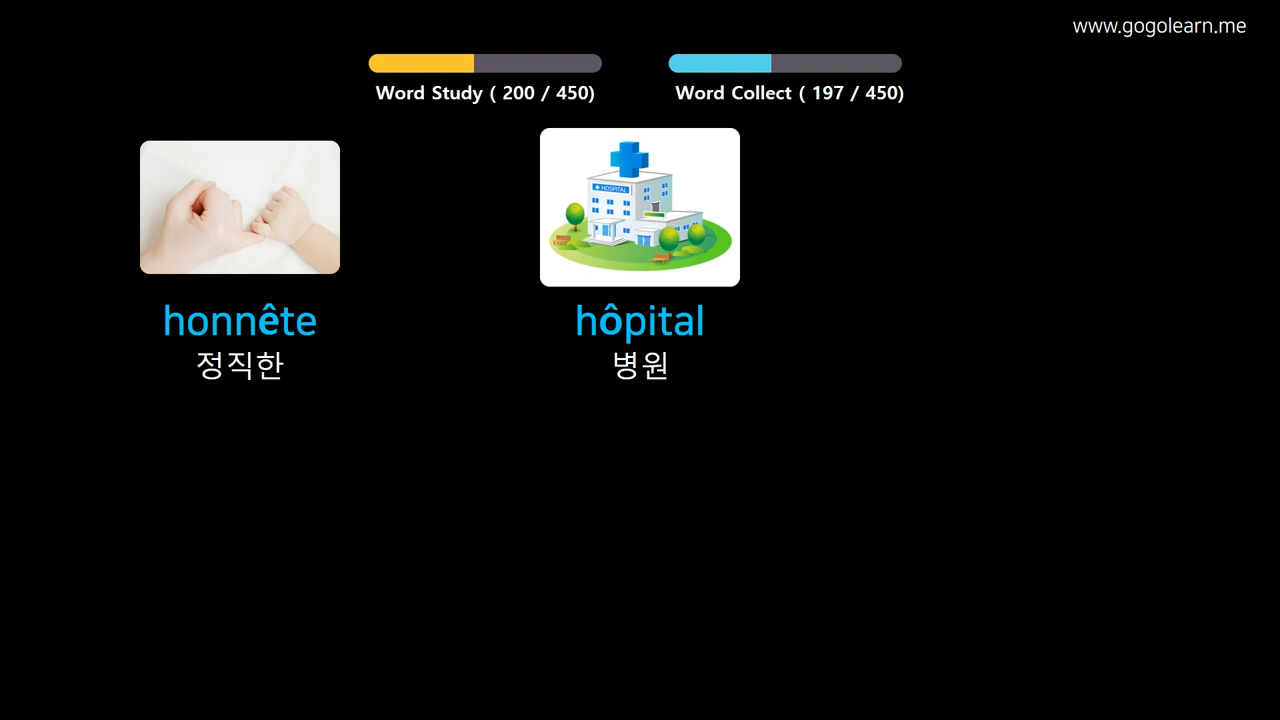 www.gogolearn.me
Word Study ( 200 / 450)
Word Collect ( 197 / 450)
HOSPITAL
honnête
hôpital
정직한
병원